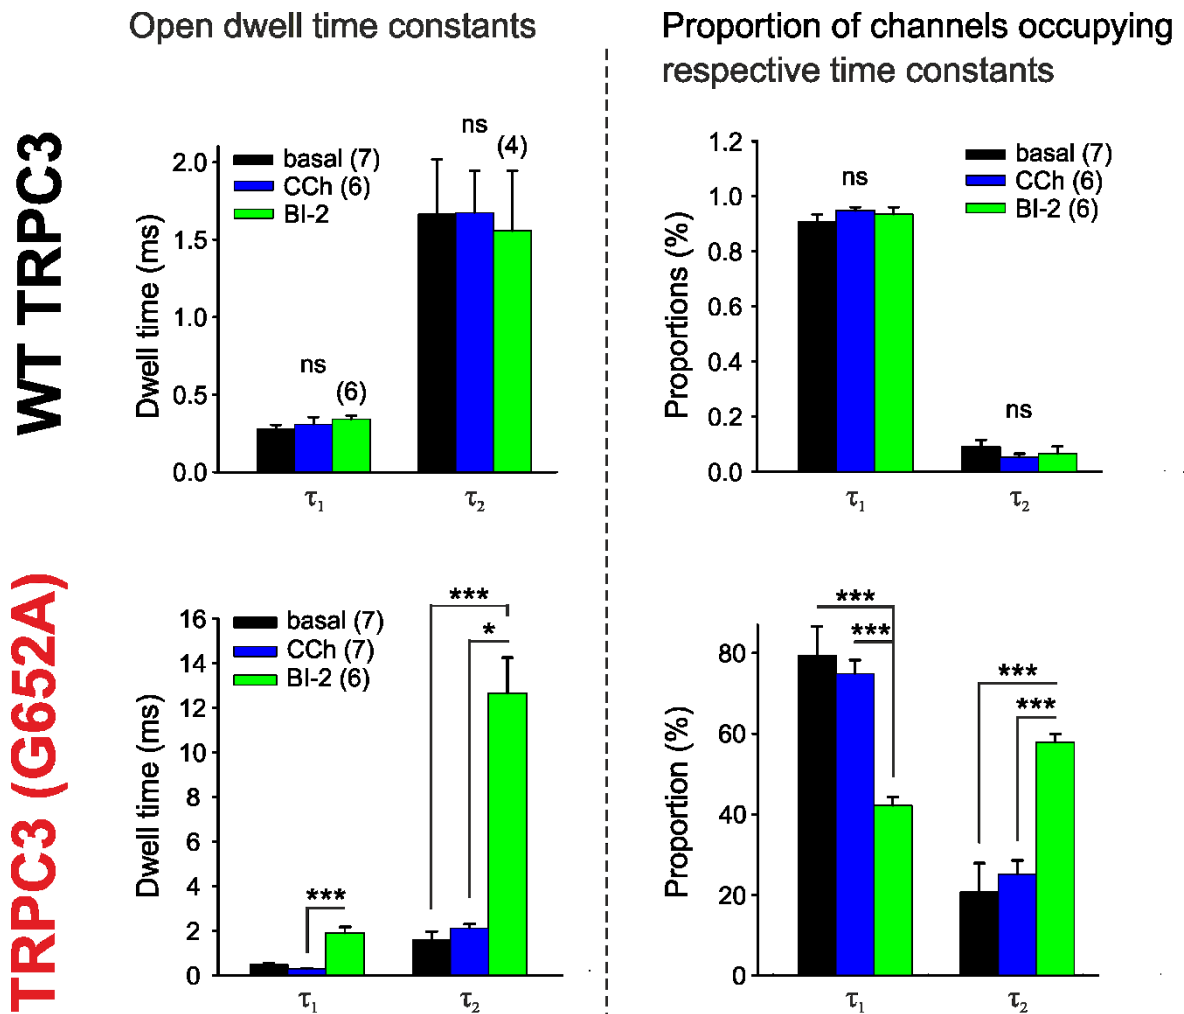 Open dwell time constants
Proportion of channels occupying
respective time constants
WT TRPC3
Dwell time (ms)
2.0
1.5
1.0
0.5
0.0
basal (7)
CCh (6)
BI-2
ns
(4)
ns
(6)
τ1
τ2
Proportions (%)
1.2
1.0
0.8
0.6
0.4
0.2
0.0
basal (7)
CCh (6)
BI-2 (6)
ns
ns
τ1
τ2
TRPC3 (G652A)
Dwell time (ms)
16
14
12
10
8
6
4
2
0
basal (7)
CCh (7)
BI-2 (6)
***
*
***
τ1
τ2
Proportion (%)
80
60
40
20
0
***
***
***
***
τ1
τ2